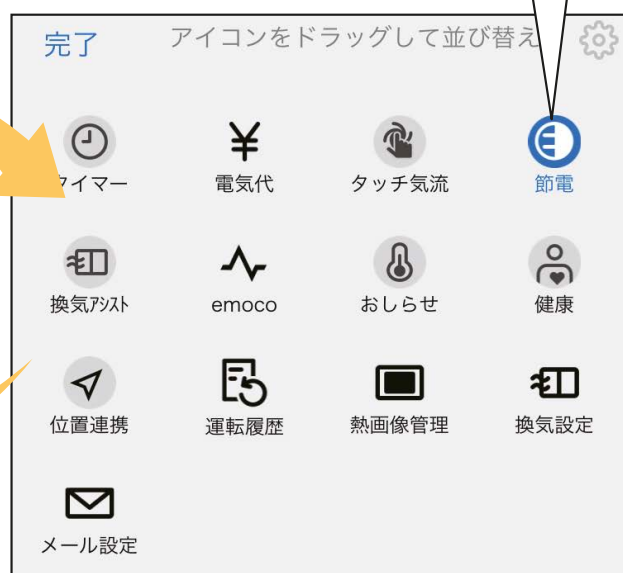 完了
アイコンをドラッグして並び替え
タイマー
電気代
タッチ気流
節電
換気アシスト
emoco
おしらせ
健康
位置連携
運転履歴
熱画像管理
換気設定
メール設定